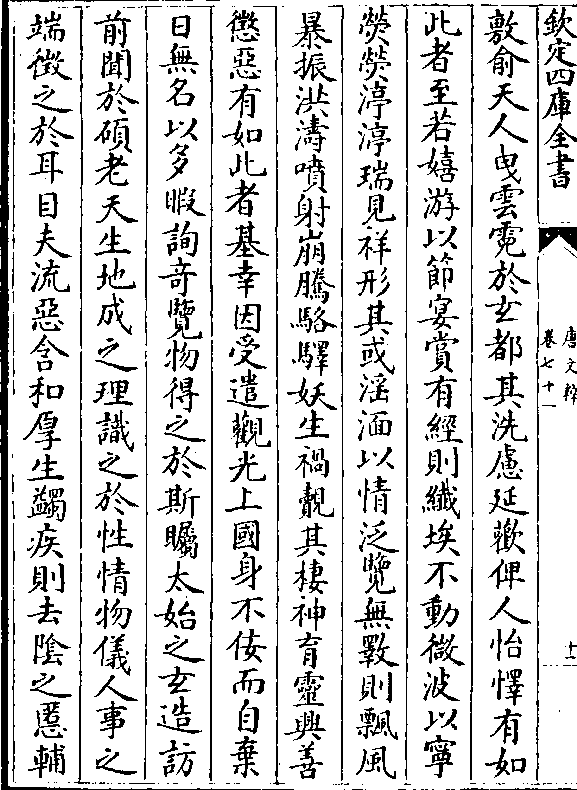 欽定四庫全書
唐文粹
卷七十一
上
敷俞天人曳雲霓於玄都其洗慮延歡俾人怡懌有如
此者至若嬉游以節宴賞有經則纖埃不動微波以寧
熒熒渟渟瑞見祥形其或淫湎以情泛覽無斁則飄風
暴振洪濤噴射崩騰駱驛妖生禍覿其棲神育靈興善
懲惡有如此者基幸因受遣觀光上國身不佞而自棄
日無名以多暇詢奇覽物得之於斯矚太始之玄造訪
前聞於碩老天生地成之理識之於性情物儀人事之
端徵之於耳目夫流惡含和厚生蠲疾則去陰之慝輔